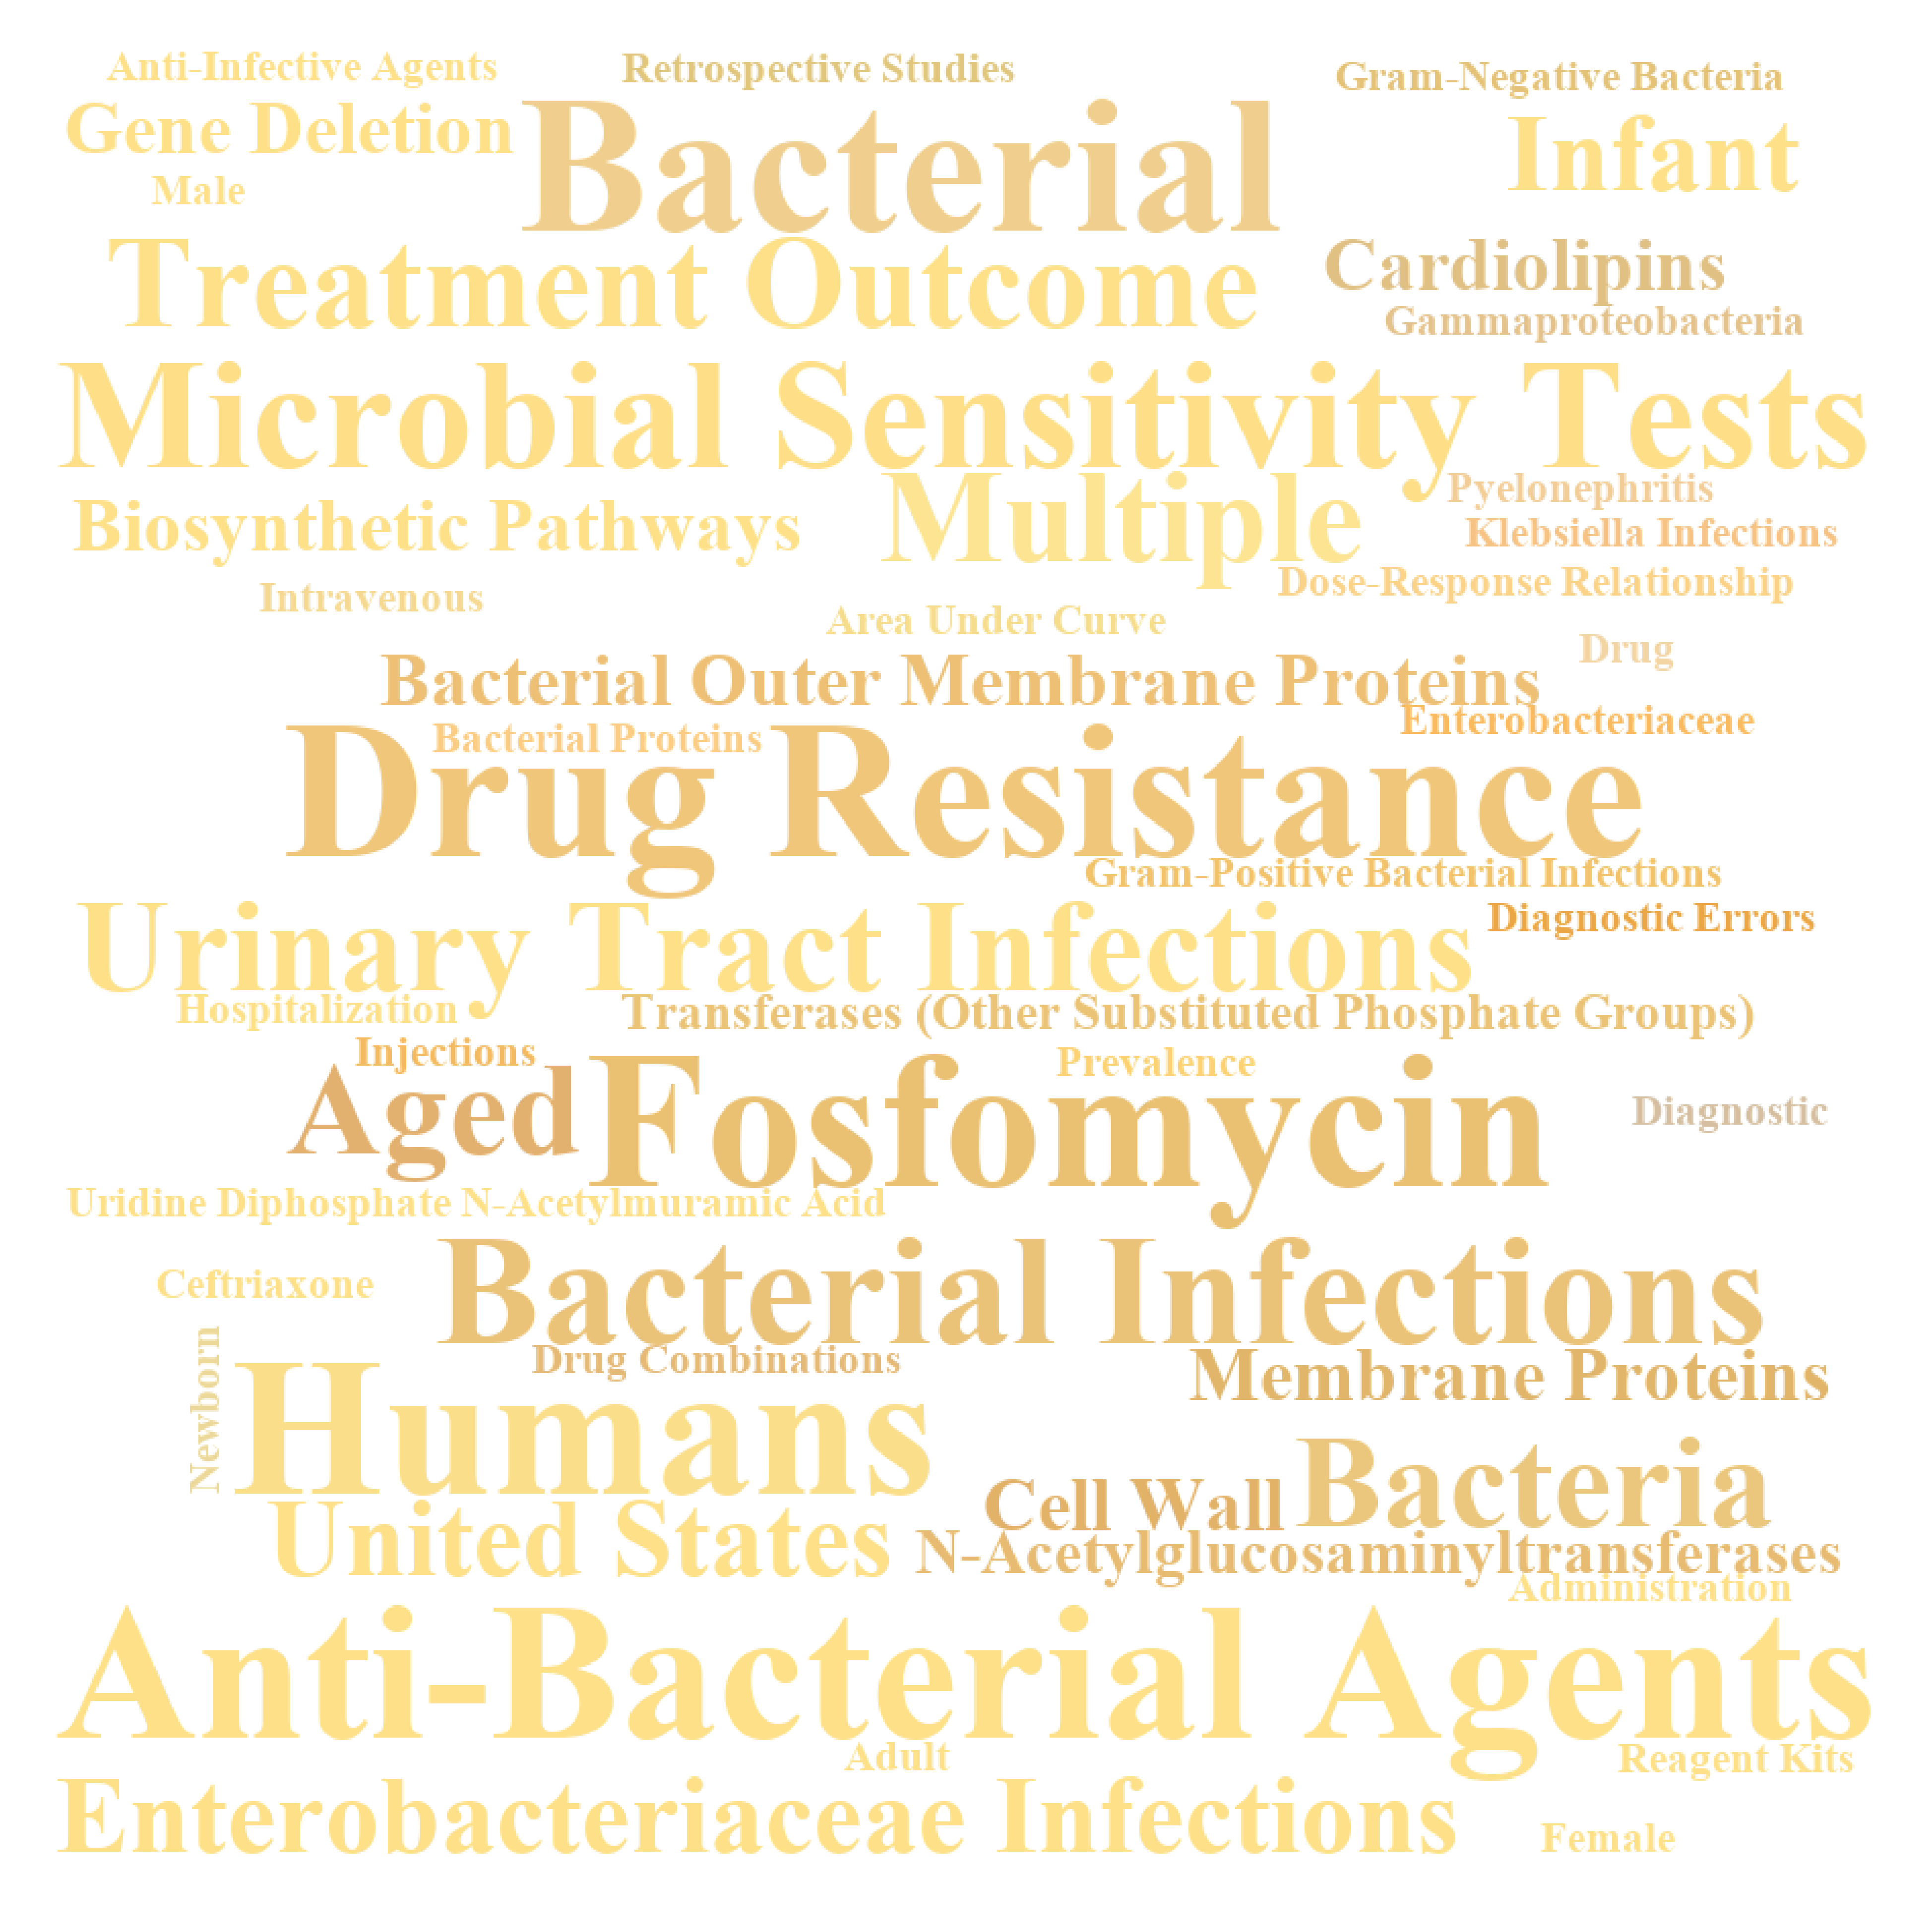 Anti-Infective Agents
Retrospective Studies
Gram-Negative Bacteria
Gene Deletion
Bacterial
Infant
Male
Treatment Outcome
Cardiolipins
Gammaproteobacteria
Microbial Sensitivity Tests
Biosynthetic Pathways
Multiple
Pyelonephritis
Klebsiella Infections
Dose-Response Relationship
Intravenous
Area Under Curve
Drug
Bacterial Outer Membrane Proteins
Enterobacteriaceae
Bacterial Proteins
Drug Resistance
Gram-Positive Bacterial Infections
Urinary Tract Infections
Diagnostic Errors
Hospitalization
Transferases (Other Substituted Phosphate Groups)
Injections
Prevalence
Aged
Fosfomycin
Diagnostic
Uridine Diphosphate N-Acetylmuramic Acid
Bacterial Infections
Ceftriaxone
Newborn
Drug Combinations
Membrane Proteins
Humans
Cell Wall
Bacteria
United States
N-Acetylglucosaminyltransferases
Administration
Anti-Bacterial Agents
Adult
Reagent Kits
Enterobacteriaceae Infections
Female